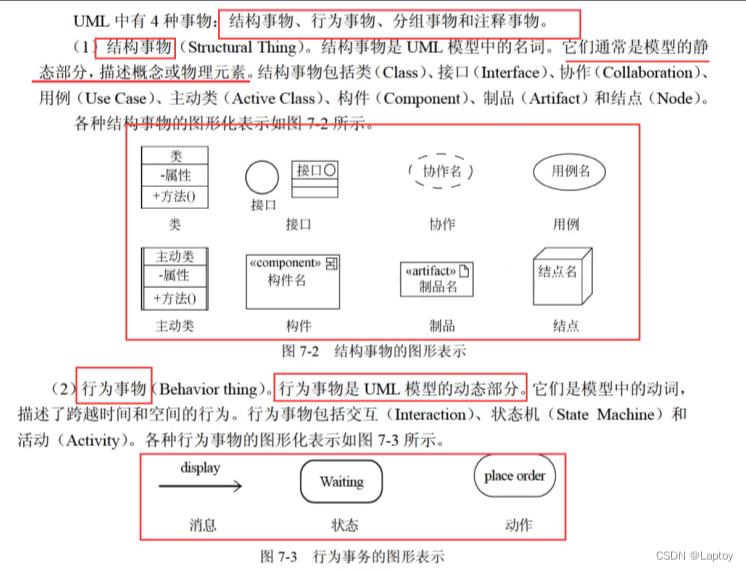 UML 中有 4 种事物：结构事物、行为事物、分组事物和注释事物。
（1）结构事物（Structural Thing）。结构事物是 UML 模型中的名词。它们通常是模型的静
态部分，描述概念或物理元素。结构事物包括类（Class）、接口（Interface）、协作（Collaboration）、
用例（Use Case）、主动类（Active Class）、构件（Component）、制品（Artifact）和结点（Node）。
各种结构事物的图形化表示如图 7-2 所示。
类
-属性
+方法()
接口
接口
协作名
用例名
类
接口
协作
用例
主动类
-属性
+方法()
«component»
构件名
«artifact»
制品名
结点名
主动类
构件
制品
结点
图 7-2 结构事物的图形表示
（2）行为事物（Behavior thing）。行为事物是 UML 模型的动态部分。它们是模型中的动词，
描述了跨越时间和空间的行为。行为事物包括交互（Interaction）、状态机（State Machine）和
活动（Activity）。各种行为事物的图形化表示如图 7-3 所示。
display
Waiting
place order
消息
状态
动作
图 7-3 行为事务的图形表示
CSDN @Laptoy